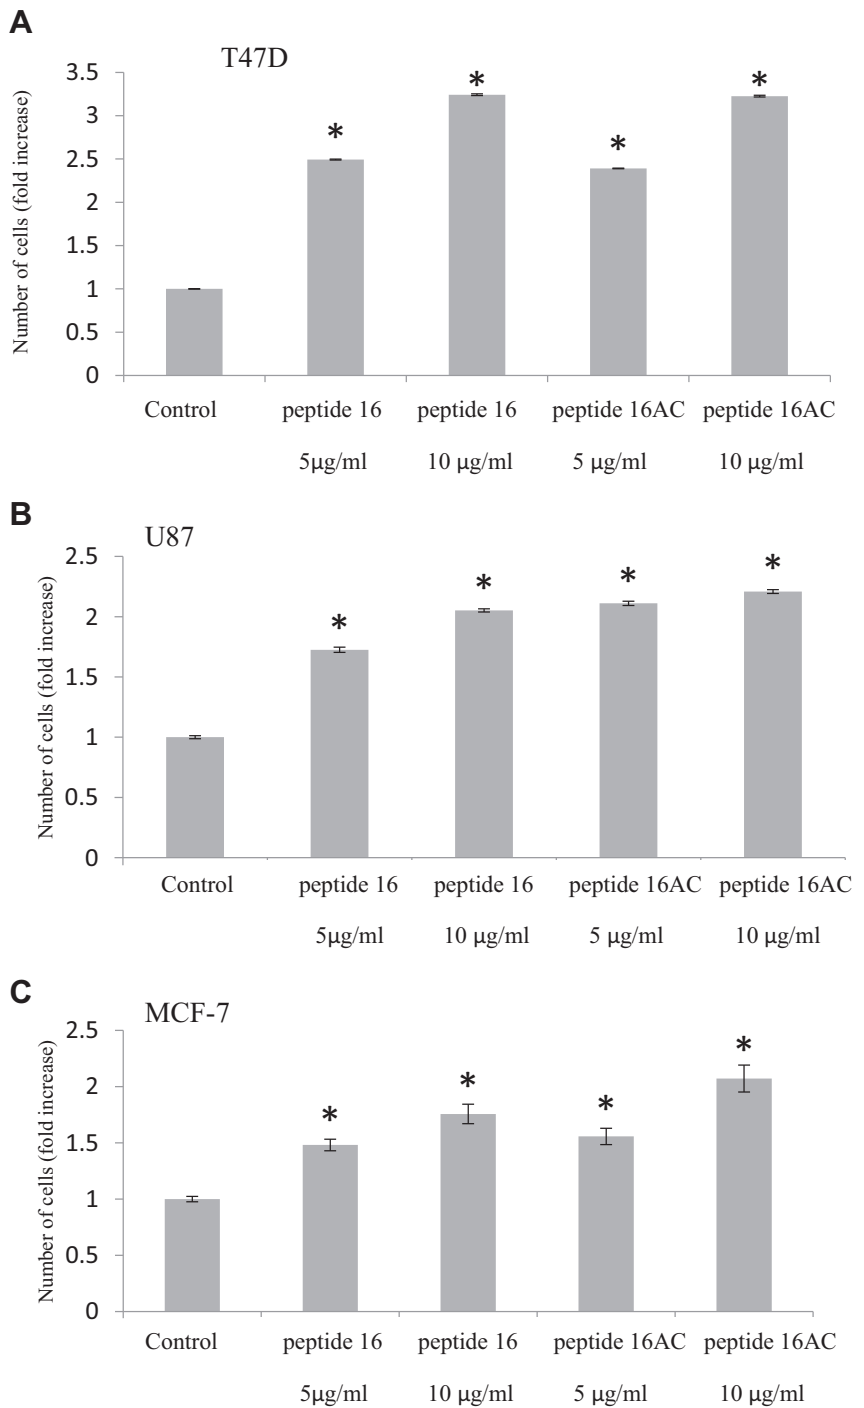 A
T47D
Number of cells (fold increase)
3.5
3
2.5
2
1.5
1
0.5
0
* * * *
Control peptide 16 peptide 16 peptide 16AC peptide 16AC
5μg/ml 10 μg/ml 5 μg/ml 10 μg/ml
B
U87
Number of cells (fold increase)
2.5
2
1.5
1
0.5
0
* * * *
Control peptide 16 peptide 16 peptide 16AC peptide 16AC
5μg/ml 10 μg/ml 5 μg/ml 10 μg/ml
C
MCF-7
Number of cells (fold increase)
2.5
2
1.5
1
0.5
0
* * * *
Control peptide 16 peptide 16 peptide 16AC peptide 16AC
5μg/ml 10 μg/ml 5 μg/ml 10 μg/ml